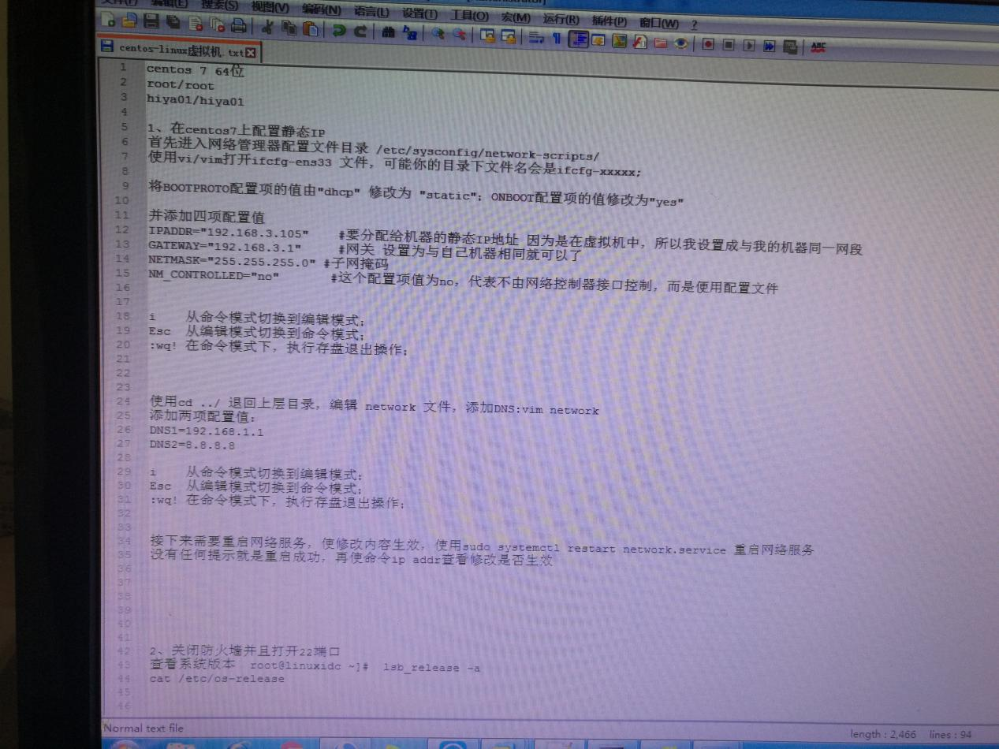 文件(F) 编辑(E) 搜索(S) 视图(V) 编码(N) 语言(L) 设置(T) 工具(O) 宏(M) 运行(R) 插件(P) 窗口(W) ?
ABC
centos-linux虚拟机.txt
1 centos 7 64位
2 root/root
3 hiya01/hiya01
4
5 1、在centos7上配置静态IP
6 首先进入网络管理器配置文件目录 /etc/sysconfig/network-scripts/
7 使用vi/vim打开ifcfg-ens33 文件，可能你的目录下文件名会是ifcfg-xxxxx;
8
9 将BOOTPROTO配置项的值由"dhcp" 修改为 "static"；ONBOOT配置项的值修改为"yes"
10
11 并添加四项配置值
12 IPADDR="192.168.3.105" #要分配给机器的静态IP地址 因为是在虚拟机中，所以我设置成与我的机器同一网段
13 GATEWAY="192.168.3.1" #网关 设置为与自己机器相同就可以了
14 NETMASK="255.255.255.0" #子网掩码
15 NM_CONTROLLED="no" #这个配置项值为no，代表不由网络控制器接口控制，而是使用配置文件
16
17
18 i 从命令模式切换到编辑模式；
19 Esc 从编辑模式切换到命令模式；
20 :wq! 在命令模式下，执行存盘退出操作；
21
22
23
24 使用cd ../ 退回上层目录，编辑 network 文件，添加DNS:vim network
25 添加两项配置值：
26 DNS1=192.168.1.1
27 DNS2=8.8.8.8
28
29 i 从命令模式切换到编辑模式；
30 Esc 从编辑模式切换到命令模式；
31 :wq! 在命令模式下，执行存盘退出操作；
32
33
34 接下来需要重启网络服务，使修改内容生效，使用sudo systemctl restart network.service 重启网络服务
35 没有任何提示就是重启成功，再使命令ip addr查看修改是否生效
36
37
38
39
40
41
42 2、关闭防火墙并且打开22端口
43 查看系统版本 root@linuxidc ~]# lsb_release -a
44 cat /etc/os-release
45
46
Normal text file
length : 2,466 lines : 94